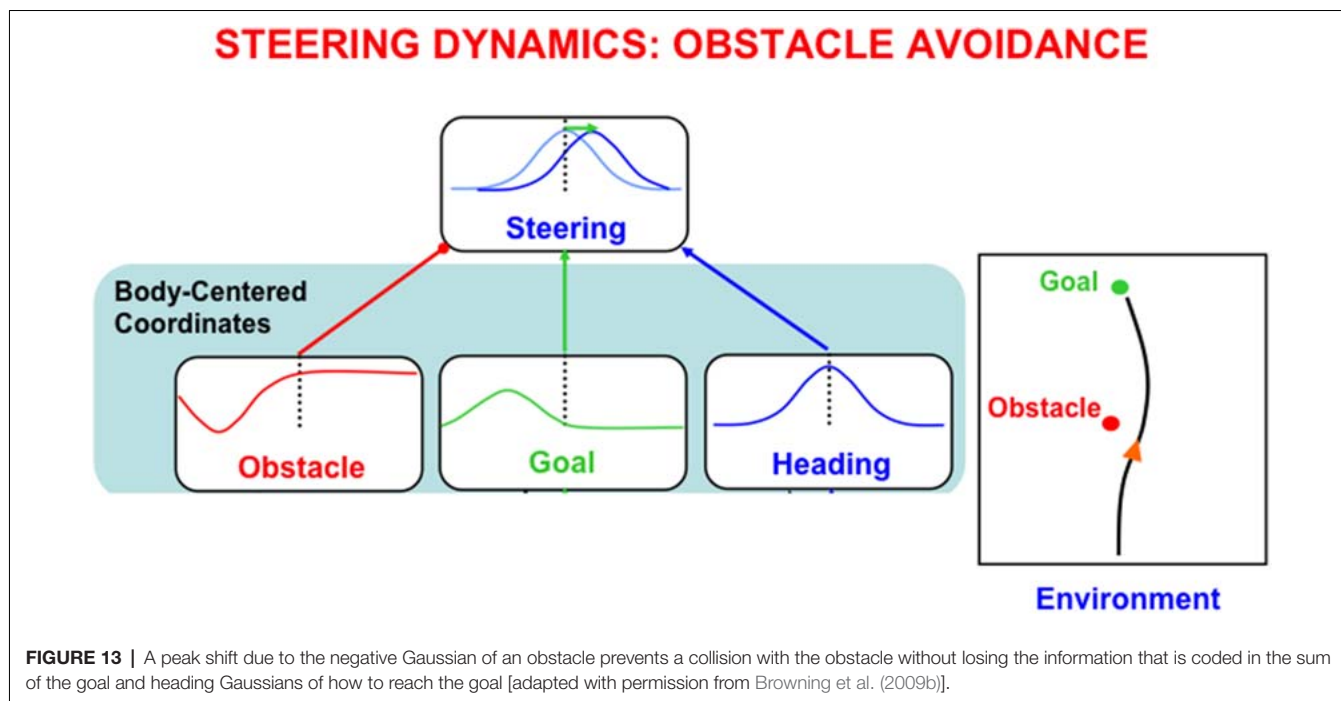 STEERING DYNAMICS: OBSTACLE AVOIDANCE
Steering
Body-Centered
Coordinates
Obstacle
Goal
Heading
Goal
Obstacle
Environment
FIGURE 13 | A peak shift due to the negative Gaussian of an obstacle prevents a collision with the obstacle without losing the information that is coded in the sum
of the goal and heading Gaussians of how to reach the goal [adapted with permission from Browning et al. (2009b)].